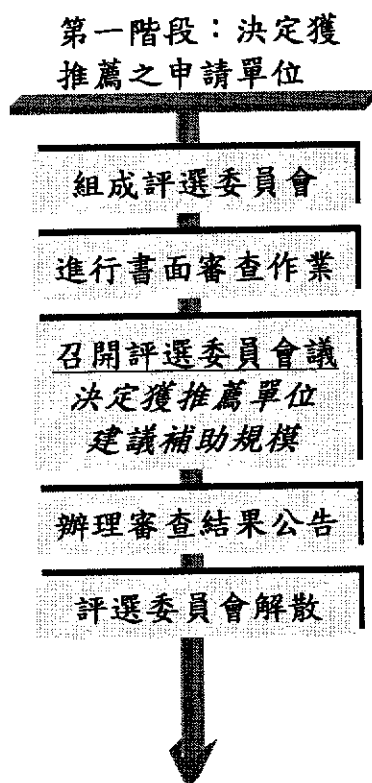 第一階段：決定獲
推薦之申請單位
組成評選委員會
進行書面審查作業
召開評選委員會議
決定獲推薦單位
建議補助規模
辦理審查結果公告
評選委員會解散